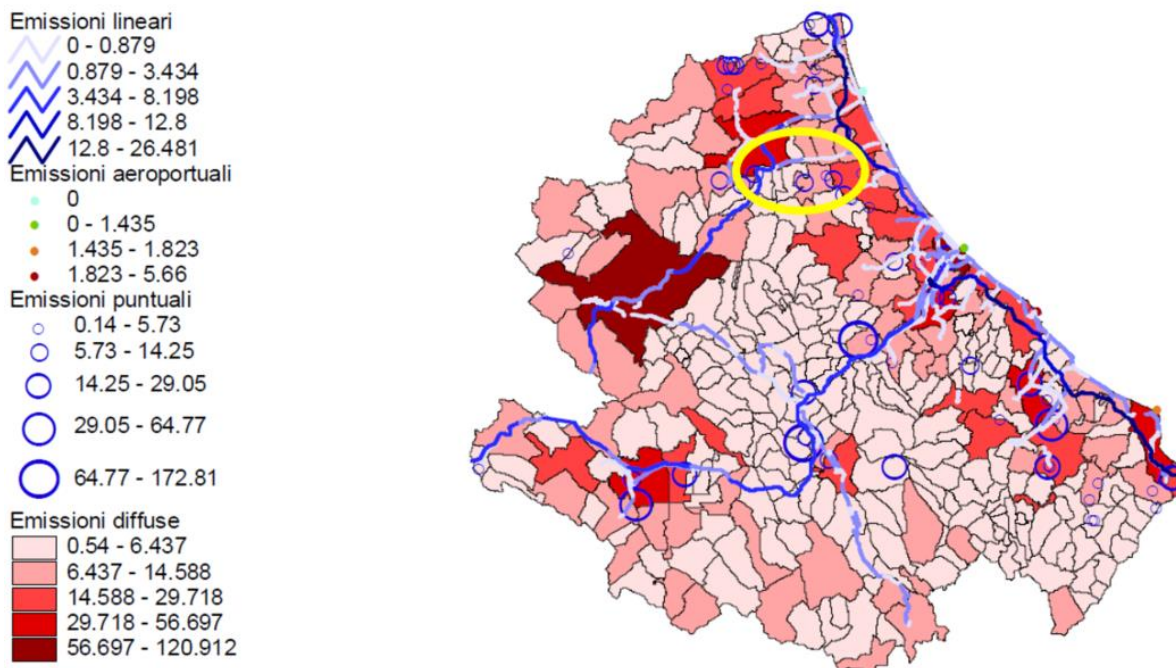 Emissioni lineari
0 - 0.879
0.879 - 3.434
3.434 - 8.198
8.198 - 12.8
12.8 - 26.481
Emissioni aeroportuali
0
0 - 1.435
1.435 - 1.823
1.823 - 5.66
Emissioni puntuali
0.14 - 5.73
5.73 - 14.25
14.25 - 29.05
29.05 - 64.77
64.77 - 172.81
Emissioni diffuse
0.54 - 6.437
6.437 - 14.588
14.588 - 29.718
29.718 - 56.697
56.697 - 120.912